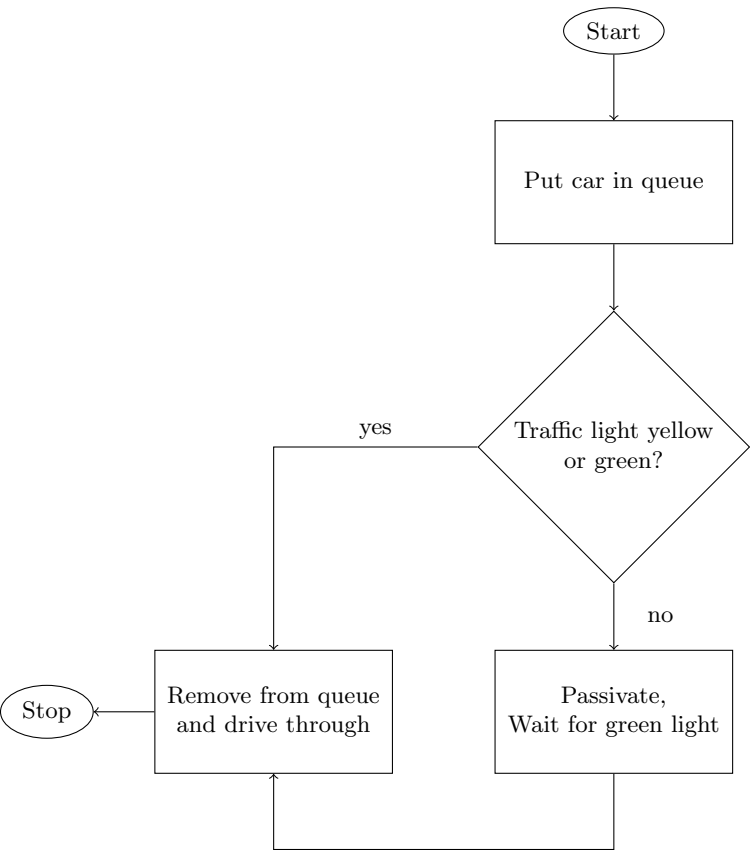 Start
Put car in queue
Traffic light yellow
or green?
yes
no
Passivate,
Wait for green light
Remove from queue
and drive through
Stop